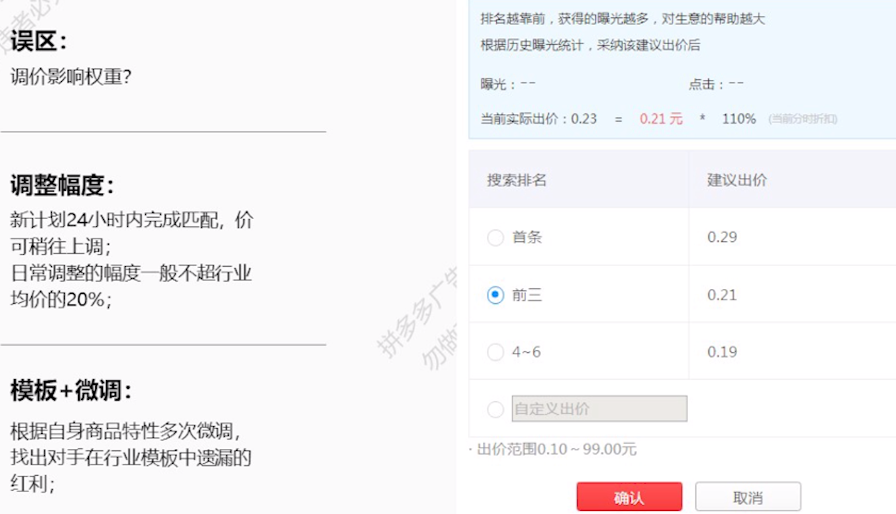 误区：
调价影响权重？
调整幅度：
新计划24小时内完成匹配，价
可稍往上调；
日常调整的幅度一般不超行业
均价的20%；
模板+微调：
根据自身商品特性多次微调，
找出对手在行业模板中遗漏的
红利；
排名越靠前，获得的曝光越多，对生意的帮助越大
根据历史曝光统计，采纳该建议出价后
曝光：-- 点击：--
当前实际出价：0.23 = 0.21 元 * 110% (当前分时折扣)
搜索排名 建议出价
首条 0.29
前三 0.21
4~6 0.19
自定义出价
· 出价范围0.10～99.00元
确认 取消
拼多多广告
勿做